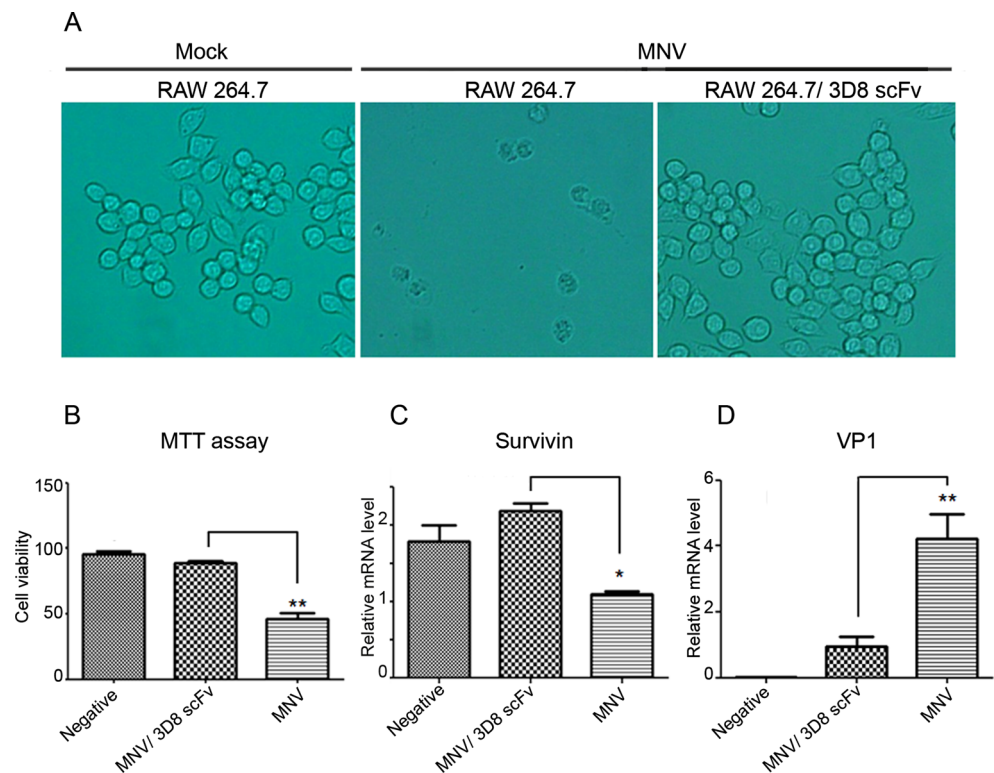 A
Mock
MNV
RAW 264.7
RAW 264.7
RAW 264.7/ 3D8 scFv
B
C
D
MTT assay
Survivin
VP1
Cell viability
150
100
50
0
Negative
MNV/ 3D8 scFv
MNV
**
Relative mRNA level
2
1
0
Negative
MNV/ 3D8 scFv
MNV
*
Relative mRNA level
6
4
2
0
Negative
MNV/ 3D8 scFv
MNV
**